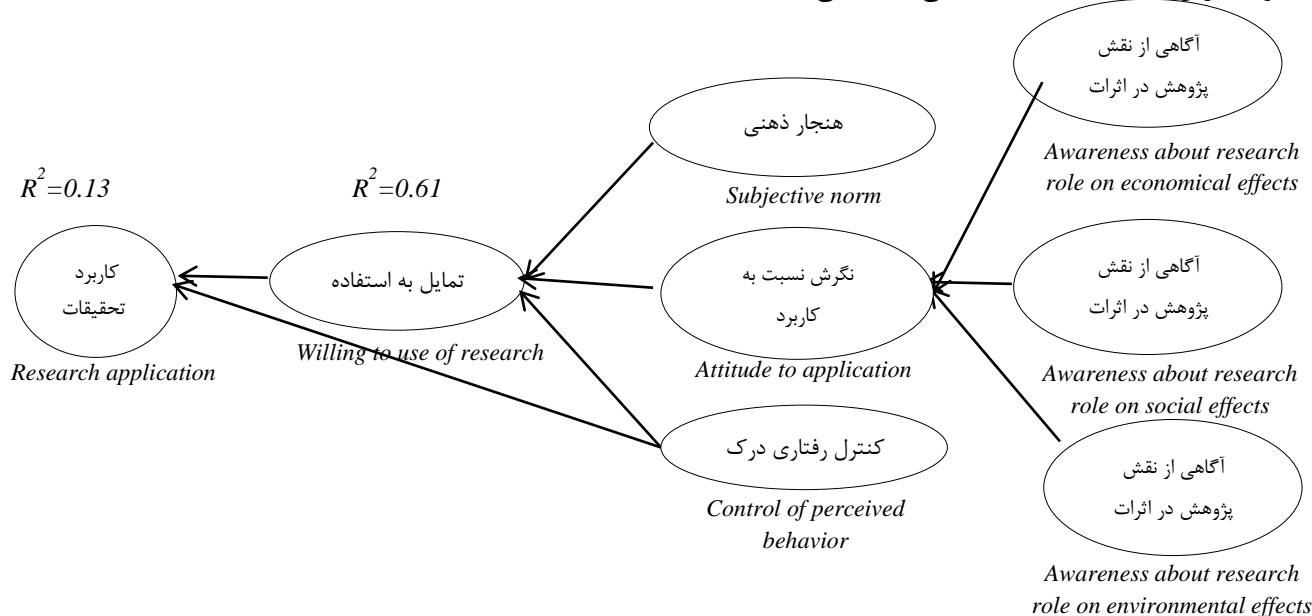 آگاهی از نقش
پژوهش در اثرات
Awareness about research
role on economical effects
هنجار ذهنی
Subjective norm
R²=0.13
R²=0.61
کاربرد
تحقیقات
Research application
تمایل به استفاده
Willing to use of research
نگرش نسبت به
کاربرد
Attitude to application
آگاهی از نقش
پژوهش در اثرات
Awareness about research
role on social effects
کنترل رفتاری درک
Control of perceived
behavior
آگاهی از نقش
پژوهش در اثرات
Awareness about research
role on environmental effects